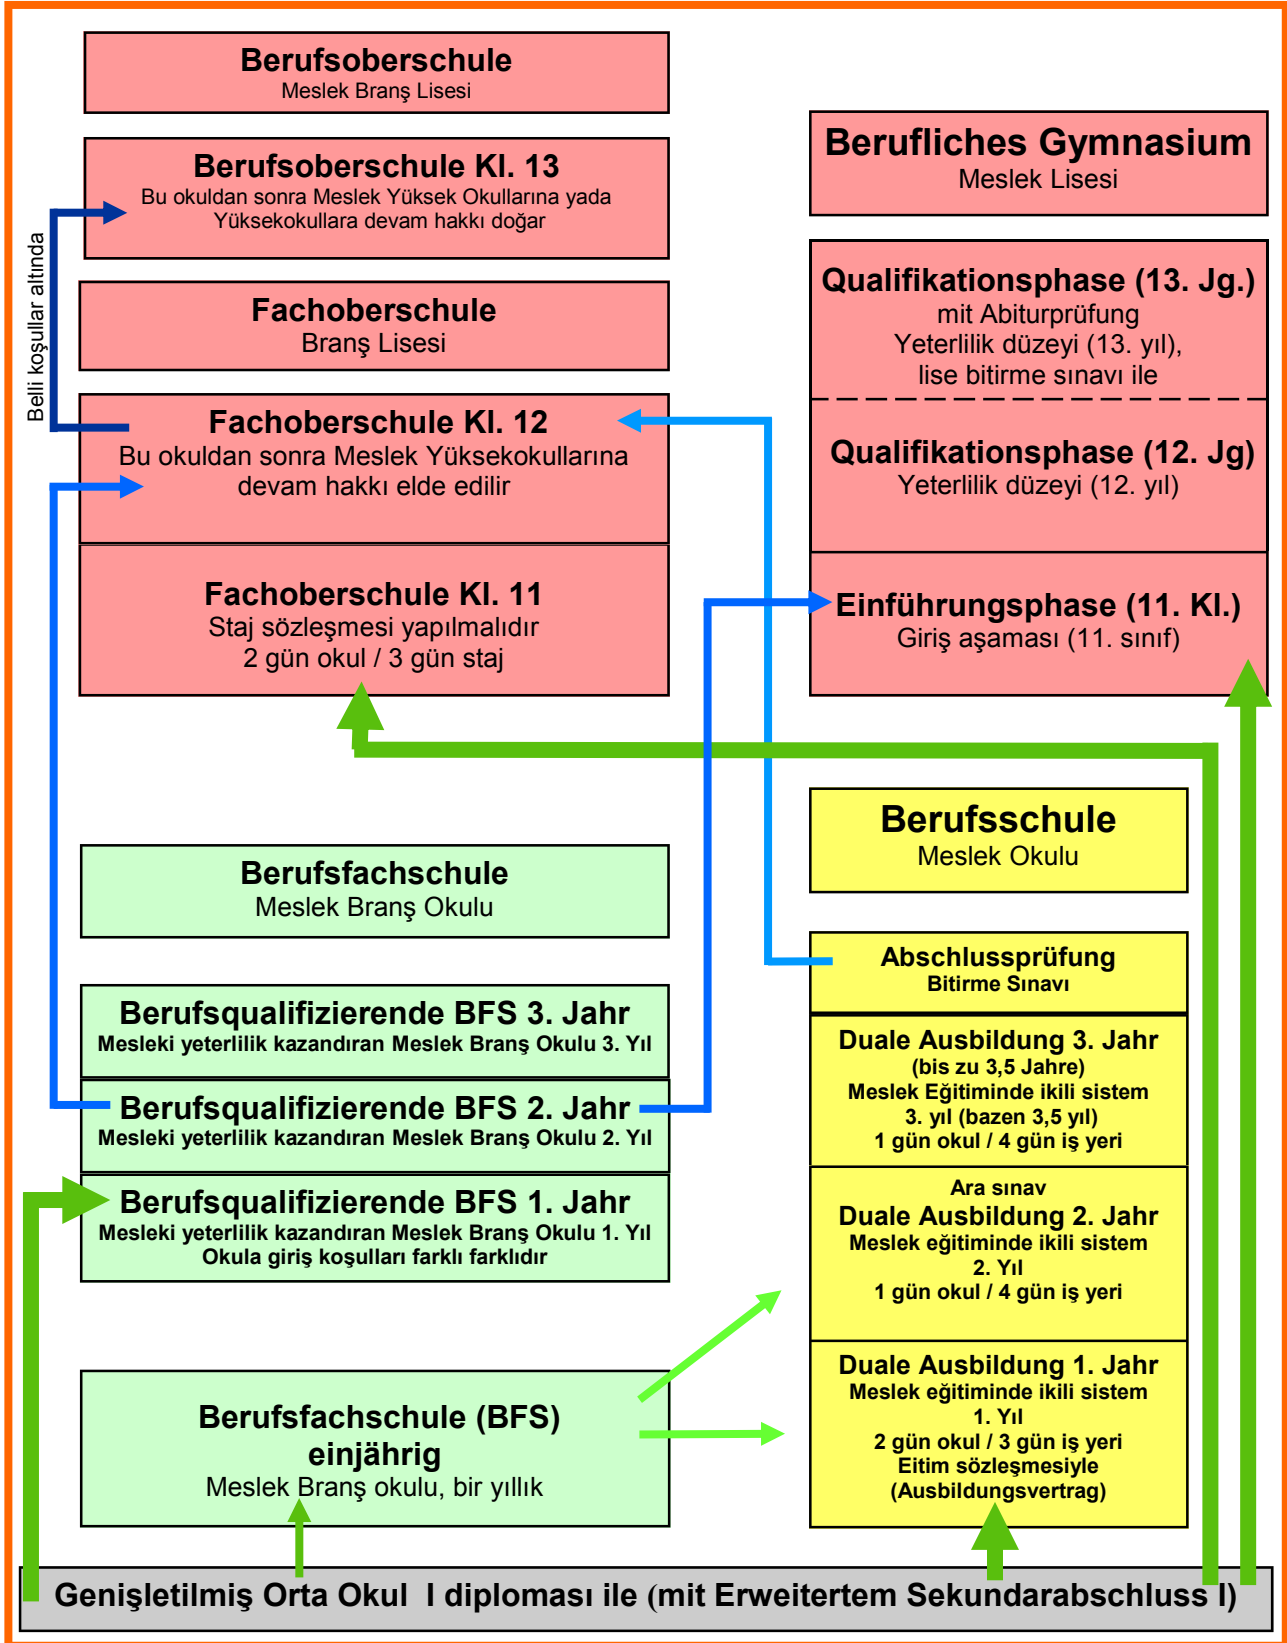 Berufsoberschule
Meslek Branş Lisesi
Berufsoberschule Kl. 13
Bu okuldan sonra Meslek Yüksek Okullarına yada
Yüksekokullara devam hakkı doğar
Belli koşullar altında
Fachoberschule
Branş Lisesi
Fachoberschule Kl. 12
Bu okuldan sonra Meslek Yüksekokullarına
devam hakkı elde edilir
Fachoberschule Kl. 11
Staj sözleşmesi yapılmalıdır
2 gün okul / 3 gün staj
Berufliches Gymnasium
Meslek Lisesi
Qualifikationsphase (13. Jg.)
mit Abiturprüfung
Yeterlilik düzeyi (13. yıl),
lise bitirme sınavı ile
Qualifikationsphase (12. Jg)
Yeterlilik düzeyi (12. yıl)
Einführungsphase (11. Kl.)
Giriş aşaması (11. sınıf)
Berufsfachschule
Meslek Branş Okulu
Berufsqualifizierende BFS 3. Jahr
Mesleki yeterlilik kazandıran Meslek Branş Okulu 3. Yıl
Berufsqualifizierende BFS 2. Jahr
Mesleki yeterlilik kazandıran Meslek Branş Okulu 2. Yıl
Berufsqualifizierende BFS 1. Jahr
Mesleki yeterlilik kazandıran Meslek Branş Okulu 1. Yıl
Okula giriş koşulları farklı farklıdır
Berufsfachschule (BFS)
einjährig
Meslek Branş okulu, bir yıllık
Berufsschule
Meslek Okulu
Abschlussprüfung
Bitirme Sınavı
Duale Ausbildung 3. Jahr
(bis zu 3,5 Jahre)
Meslek Eğitiminde ikili sistem
3. yıl (bazen 3,5 yıl)
1 gün okul / 4 gün iş yeri
Ara sınav
Duale Ausbildung 2. Jahr
Meslek eğitiminde ikili sistem
2. Yıl
1 gün okul / 4 gün iş yeri
Duale Ausbildung 1. Jahr
Meslek eğitiminde ikili sistem
1. Yıl
2 gün okul / 3 gün iş yeri
Eitim sözleşmesiyle
(Ausbildungsvertrag)
Genişletilmiş Orta Okul I diploması ile (mit Erweitertem Sekundarabschluss I)